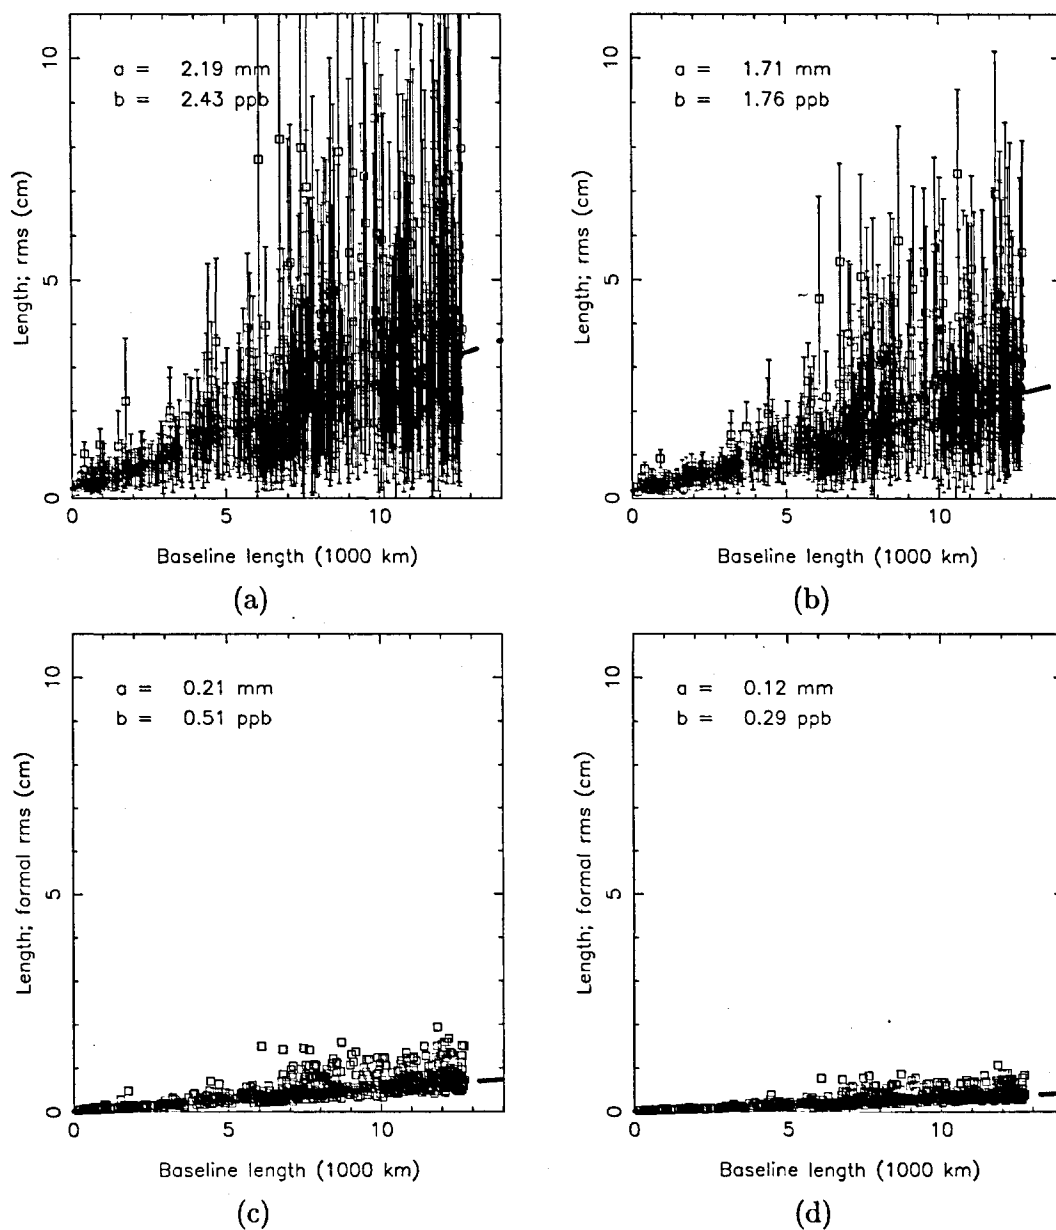 10
a = 2.19 mm
b = 2.43 ppb
Length; rms (cm)
5
0
0 5 10
Baseline length (1000 km)
(a)
10
a = 1.71 mm
b = 1.76 ppb
Length; rms (cm)
5
0
0 5 10
Baseline length (1000 km)
(b)
10
a = 0.21 mm
b = 0.51 ppb
Length; formal rms (cm)
5
0
0 5 10
Baseline length (1000 km)
(c)
10
a = 0.12 mm
b = 0.29 ppb
Length; formal rms (cm)
5
0
0 5 10
Baseline length (1000 km)
(d)